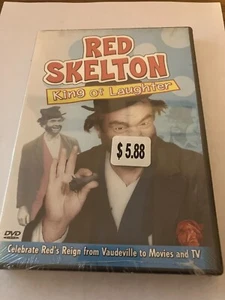 RED
SKELTON
King of Laughter
$5.88
DVD
Celebrate Red's Reign from Vaudeville to Movies and TV